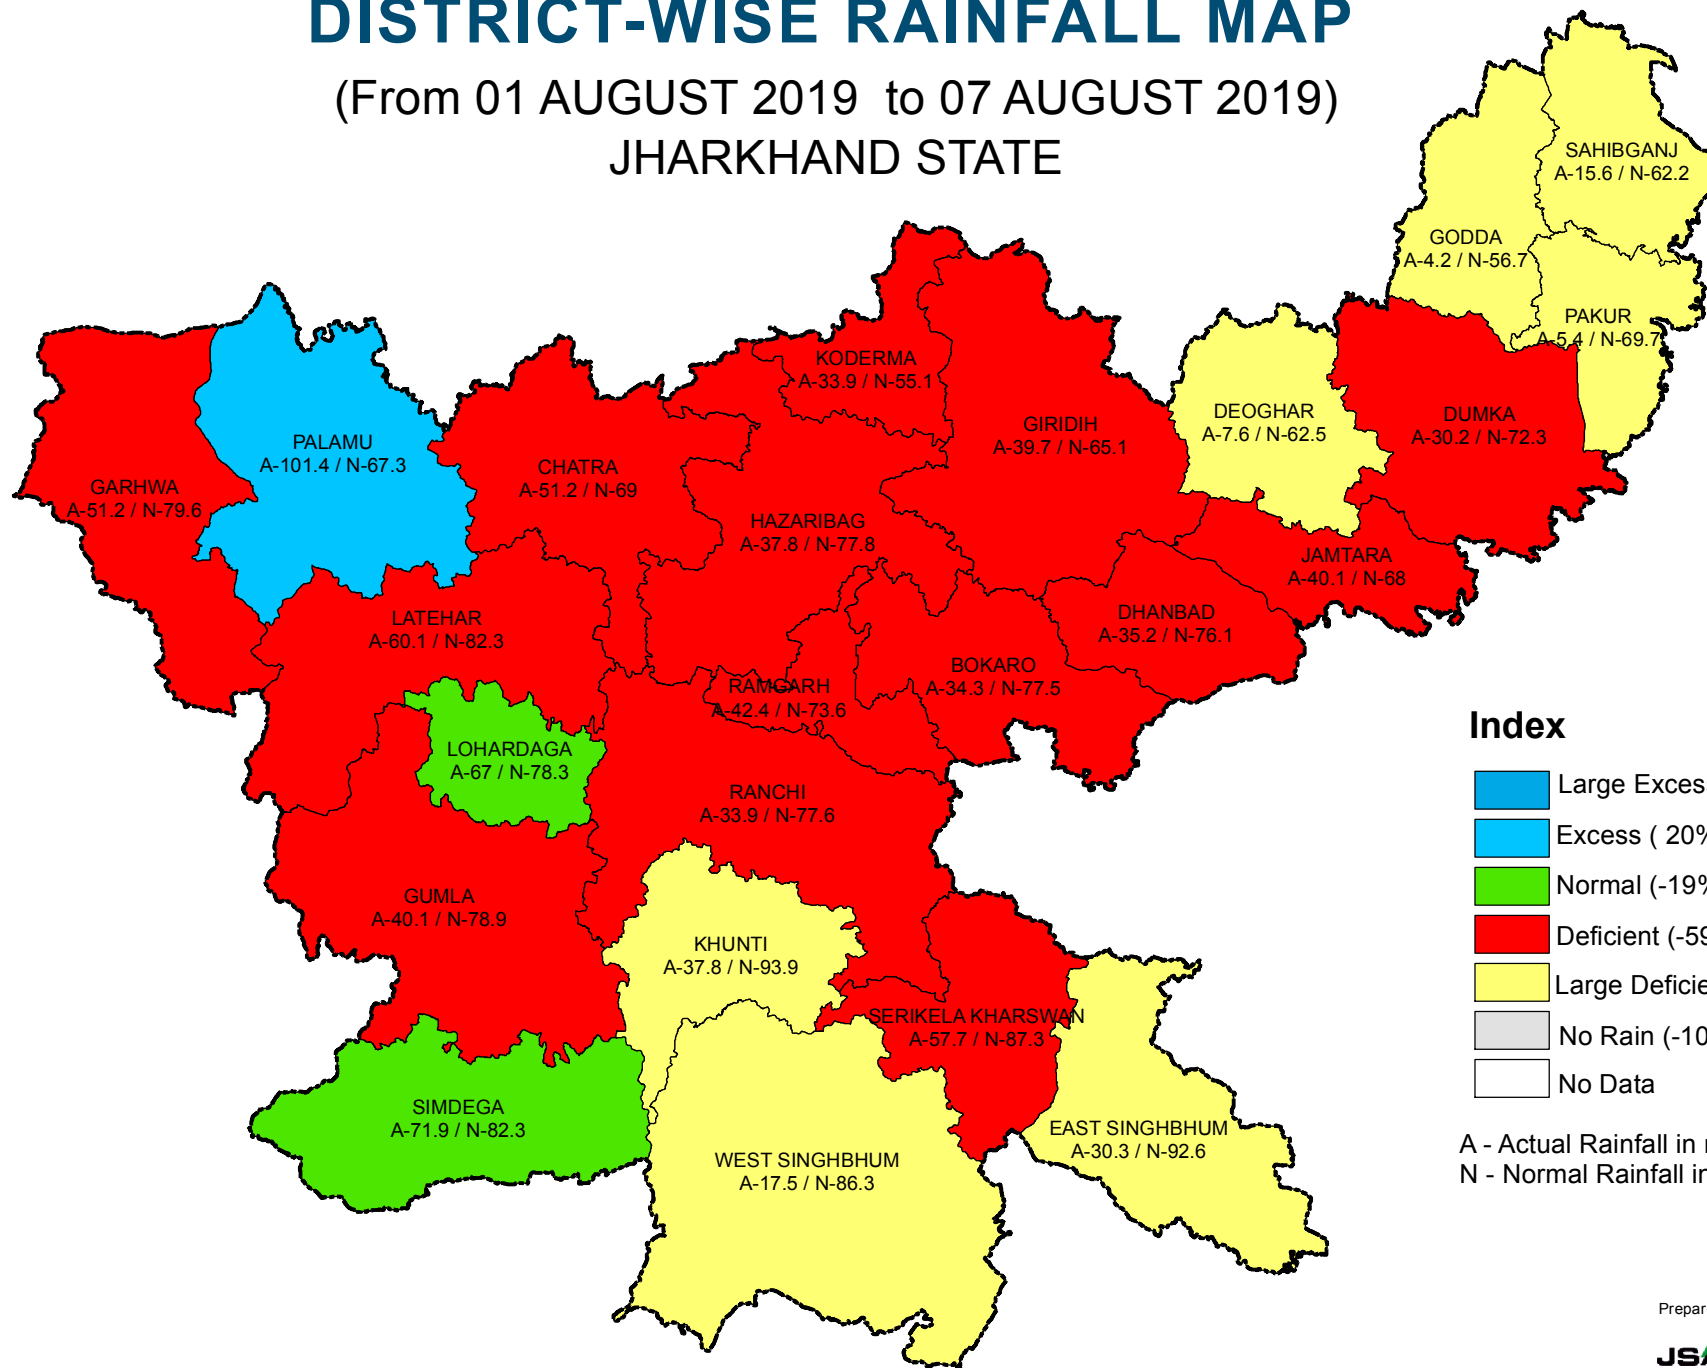 DISTRICT-WISE RAINFALL MAP
(From 01 AUGUST 2019 to 07 AUGUST 2019)
JHARKHAND STATE
SAHIBGANJ
A-15.6 / N-62.2
GODDA
A-4.2 / N-56.7
PAKUR
A-5.4 / N-69.7
KODERMA
A-33.9 / N-55.1
DEOGHAR
A-7.6 / N-62.5
DUMKA
A-30.2 / N-72.3
GIRIDIH
A-39.7 / N-65.1
PALAMU
A-101.4 / N-67.3
CHATRA
A-51.2 / N-69
GARHWA
A-51.2 / N-79.6
HAZARIBAG
A-37.8 / N-77.8
JAMTARA
A-40.1 / N-68
LATEHAR
A-60.1 / N-82.3
DHANBAD
A-35.2 / N-76.1
BOKARO
A-34.3 / N-77.5
RAMGARH
A-42.4 / N-73.6
LOHARDAGA
A-67 / N-78.3
RANCHI
A-33.9 / N-77.6
GUMLA
A-40.1 / N-78.9
KHUNTI
A-37.8 / N-93.9
SERIKELA KHARSWAN
A-57.7 / N-87.3
SIMDEGA
A-71.9 / N-82.3
EAST SINGHBHUM
A-30.3 / N-92.6
WEST SINGHBHUM
A-17.5 / N-86.3
Index
Large Exces
Excess ( 20%
Normal (-19%
Deficient (-59
Large Deficie
No Rain (-10
No Data
A - Actual Rainfall in
N - Normal Rainfall in
Prepar
JS